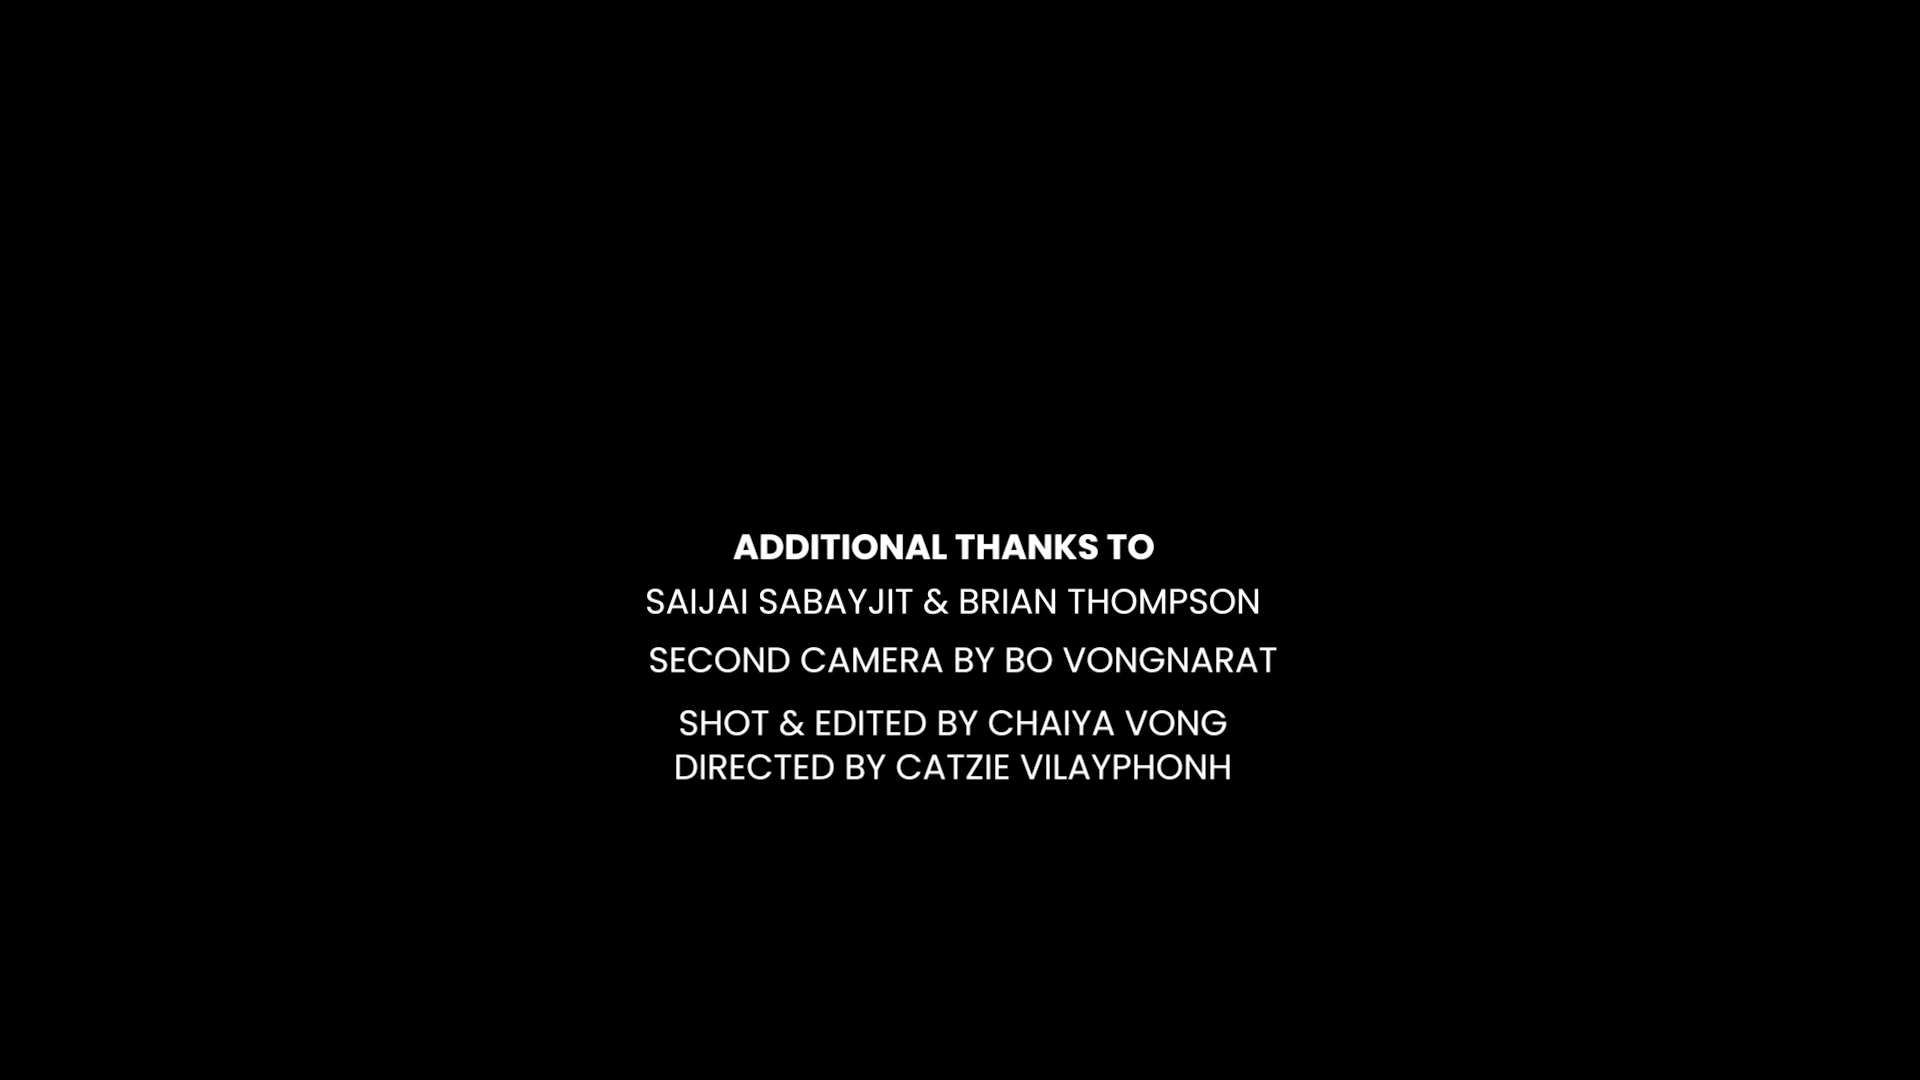 ADDITIONAL THANKS TO
SAIJAI SABAYJIT & BRIAN THOMPSON
SECOND CAMERA BY BO VONGNARAT
SHOT & EDITED BY CHAIYA VONG
DIRECTED BY CATZIE VILAYPHONH